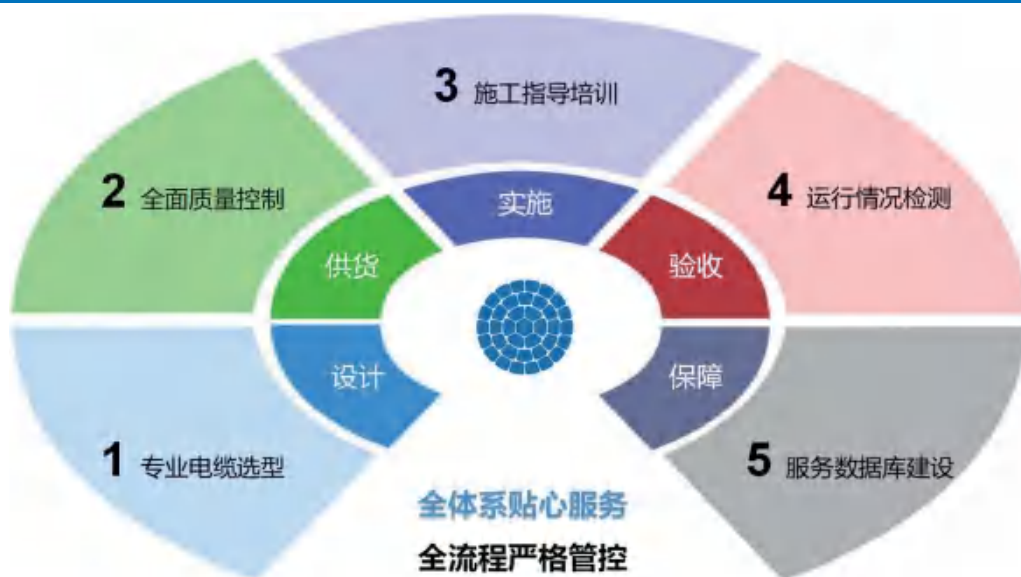 3 施工指导培训
2 全面质量控制
4 运行情况检测
实施
供货
验收
设计
保障
1 专业电缆选型
5 服务数据库建设
全体系贴心服务
全流程严格管控